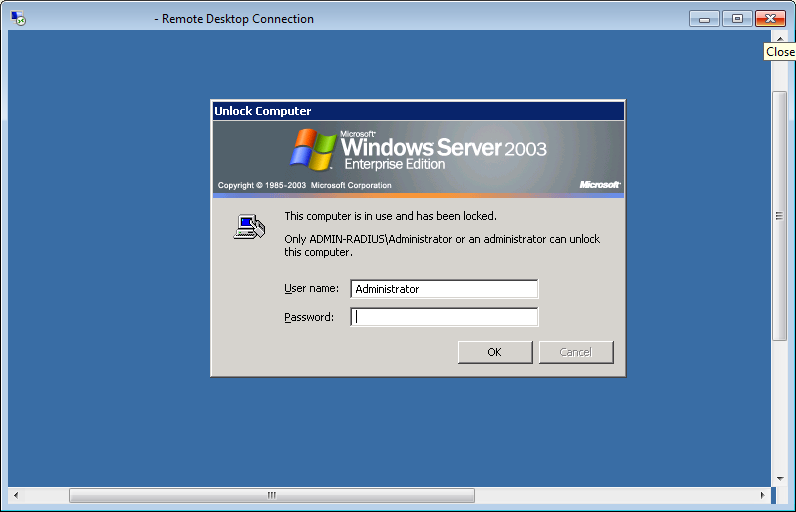 - Remote Desktop Connection
Close
Unlock Computer
Microsoft®
Windows Server 2003
Enterprise Edition
Copyright © 1985-2003 Microsoft Corporation
Microsoft
This computer is in use and has been locked.
Only ADMIN-RADIUS\Administrator or an administrator can unlock
this computer.
User name: Administrator
Password:
OK Cancel